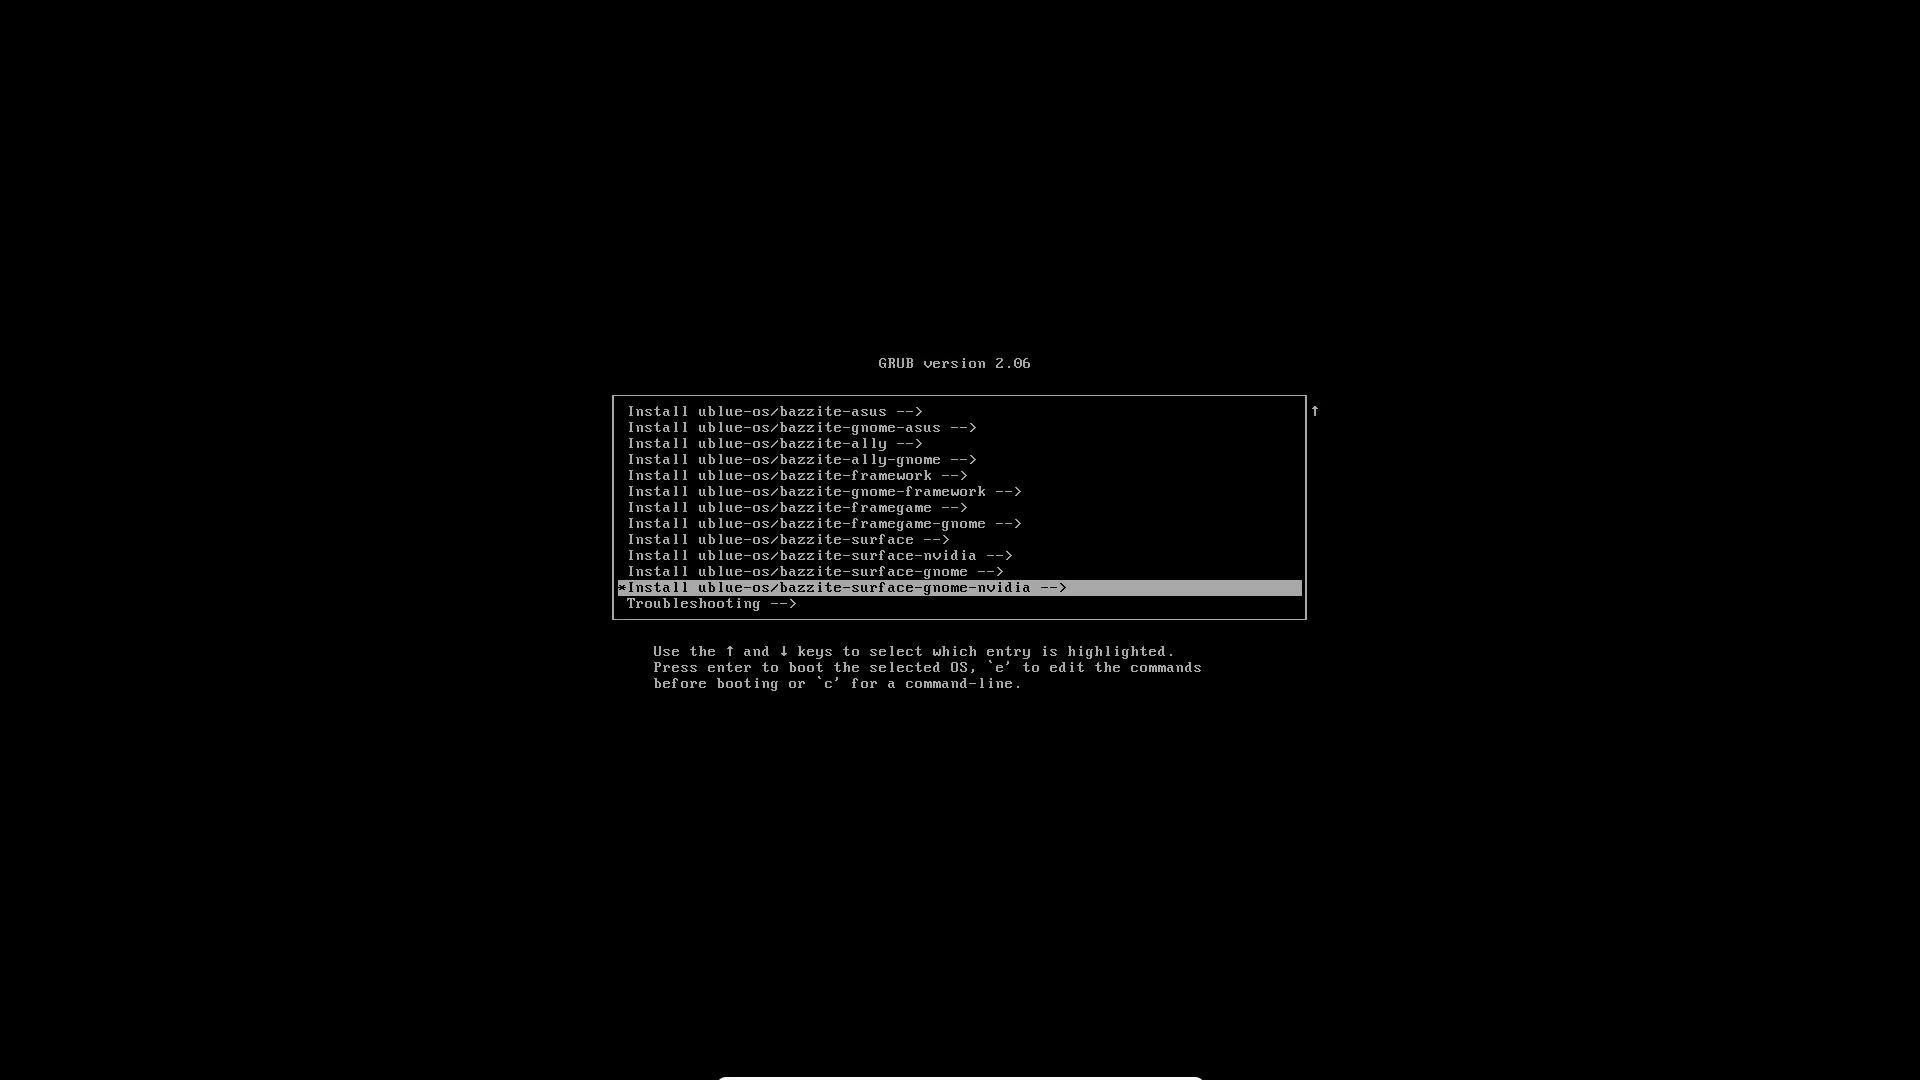 GRUB version 2.06
Install ublue-os/bazzite-asus -->
Install ublue-os/bazzite-gnome-asus -->
Install ublue-os/bazzite-ally -->
Install ublue-os/bazzite-ally-gnome -->
Install ublue-os/bazzite-framework -->
Install ublue-os/bazzite-gnome-framework -->
Install ublue-os/bazzite-framegame -->
Install ublue-os/bazzite-framegame-gnome -->
Install ublue-os/bazzite-surface -->
Install ublue-os/bazzite-surface-nvidia -->
Install ublue-os/bazzite-surface-gnome -->
*Install ublue-os/bazzite-surface-gnome-nvidia -->
Troubleshooting -->
Use the ↑ and ↓ keys to select which entry is highlighted.
Press enter to boot the selected OS, `e' to edit the commands
before booting or `c' for a command-line.